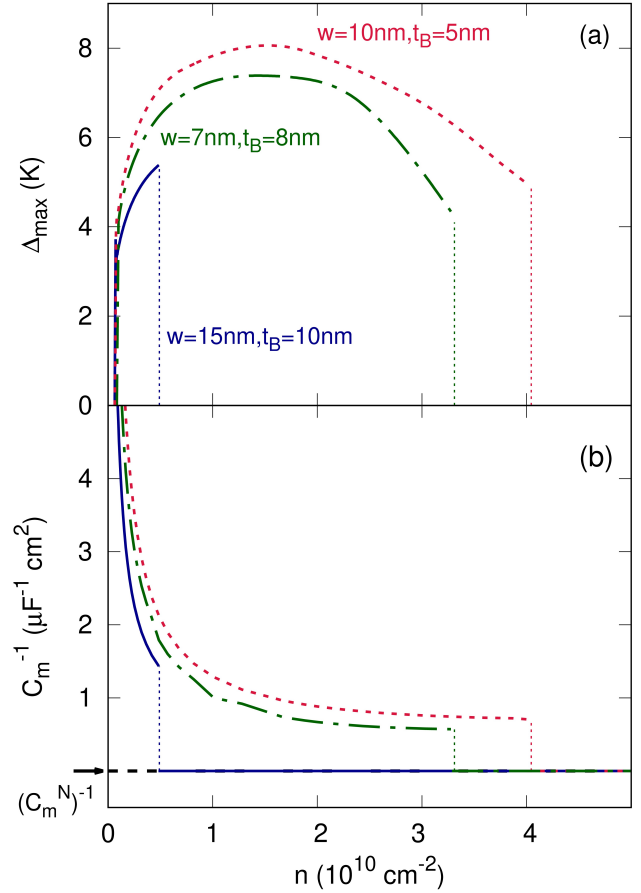 w=10nm,t_B=5nm
(a)
8
6
4
2
0
Δ_max (K)
w=7nm,t_B=8nm
w=15nm,t_B=10nm
(b)
4
3
2
1
C_m^-1 (μF^-1 cm^2)
(C_m^N)^-1
0 1 2 3 4
n (10^10 cm^-2)